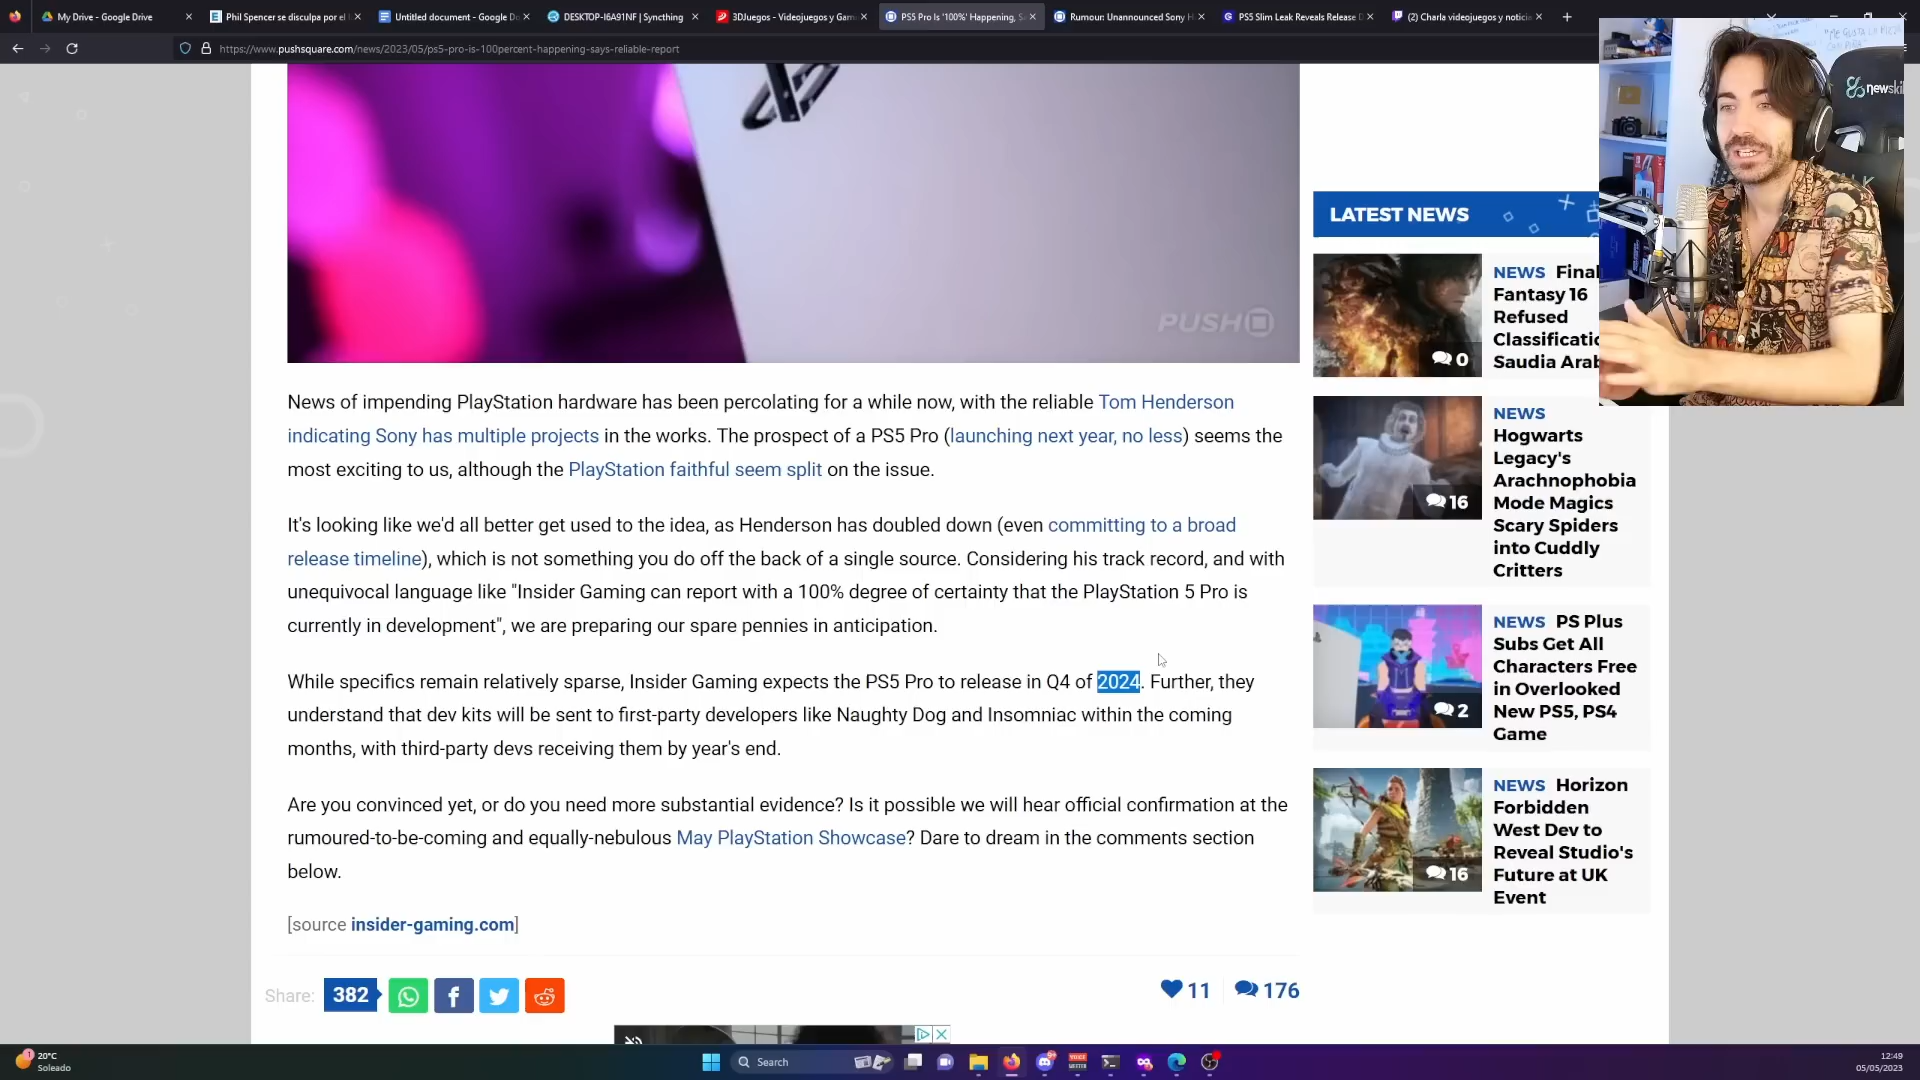 My Drive - Google Drive
Phil Spencer se disculpa por el
Untitled document - Google Do
DESKTOP-I6A91NF | Syncthing
3DJuegos - Videojuegos y Gam
PS5 Pro Is '100%' Happening, S
Rumour: Unannounced Sony H
PS5 Slim Leak Reveals Release D
(2) Charla videojuegos y noticia
https://www.pushsquare.com/news/2023/05/ps5-pro-is-100percent-happening-says-reliable-report
newskil
PUSH
LATEST NEWS
NEWS Final
Fantasy 16
Refused
Classificatio
Saudia Arab
0
NEWS
Hogwarts
Legacy's
Arachnophobia
Mode Magics
Scary Spiders
into Cuddly
Critters
16
NEWS PS Plus
Subs Get All
Characters Free
in Overlooked
New PS5, PS4
Game
2
NEWS Horizon
Forbidden
West Dev to
Reveal Studio's
Future at UK
Event
16
News of impending PlayStation hardware has been percolating for a while now, with the reliable Tom Henderson
indicating Sony has multiple projects in the works. The prospect of a PS5 Pro (launching next year, no less) seems the
most exciting to us, although the PlayStation faithful seem split on the issue.
It's looking like we'd all better get used to the idea, as Henderson has doubled down (even committing to a broad
release timeline), which is not something you do off the back of a single source. Considering his track record, and with
unequivocal language like "Insider Gaming can report with a 100% degree of certainty that the PlayStation 5 Pro is
currently in development", we are preparing our spare pennies in anticipation.
While specifics remain relatively sparse, Insider Gaming expects the PS5 Pro to release in Q4 of 2024. Further, they
understand that dev kits will be sent to first-party developers like Naughty Dog and Insomniac within the coming
months, with third-party devs receiving them by year's end.
Are you convinced yet, or do you need more substantial evidence? Is it possible we will hear official confirmation at the
rumoured-to-be-coming and equally-nebulous May PlayStation Showcase? Dare to dream in the comments section
below.
[source insider-gaming.com]
Share: 382
11
176
20°C
Soleado
Search
12:49
05/05/2023